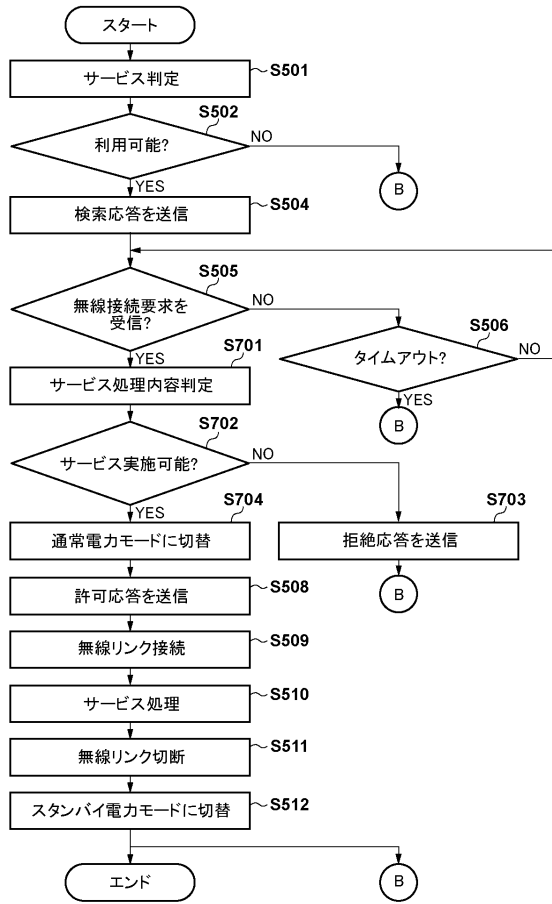 スタート
サービス判定
S501
S502
利用可能?
NO
B
YES
検索応答を送信
S504
S505
無線接続要求を
受信?
NO
S506
タイムアウト?
NO
YES
B
YES
S701
サービス処理内容判定
S702
サービス実施可能?
NO
S703
拒絶応答を送信
B
YES
S704
通常電力モードに切替
許可応答を送信
S508
無線リンク接続
S509
サービス処理
S510
無線リンク切断
S511
スタンバイ電力モードに切替
S512
エンド
B